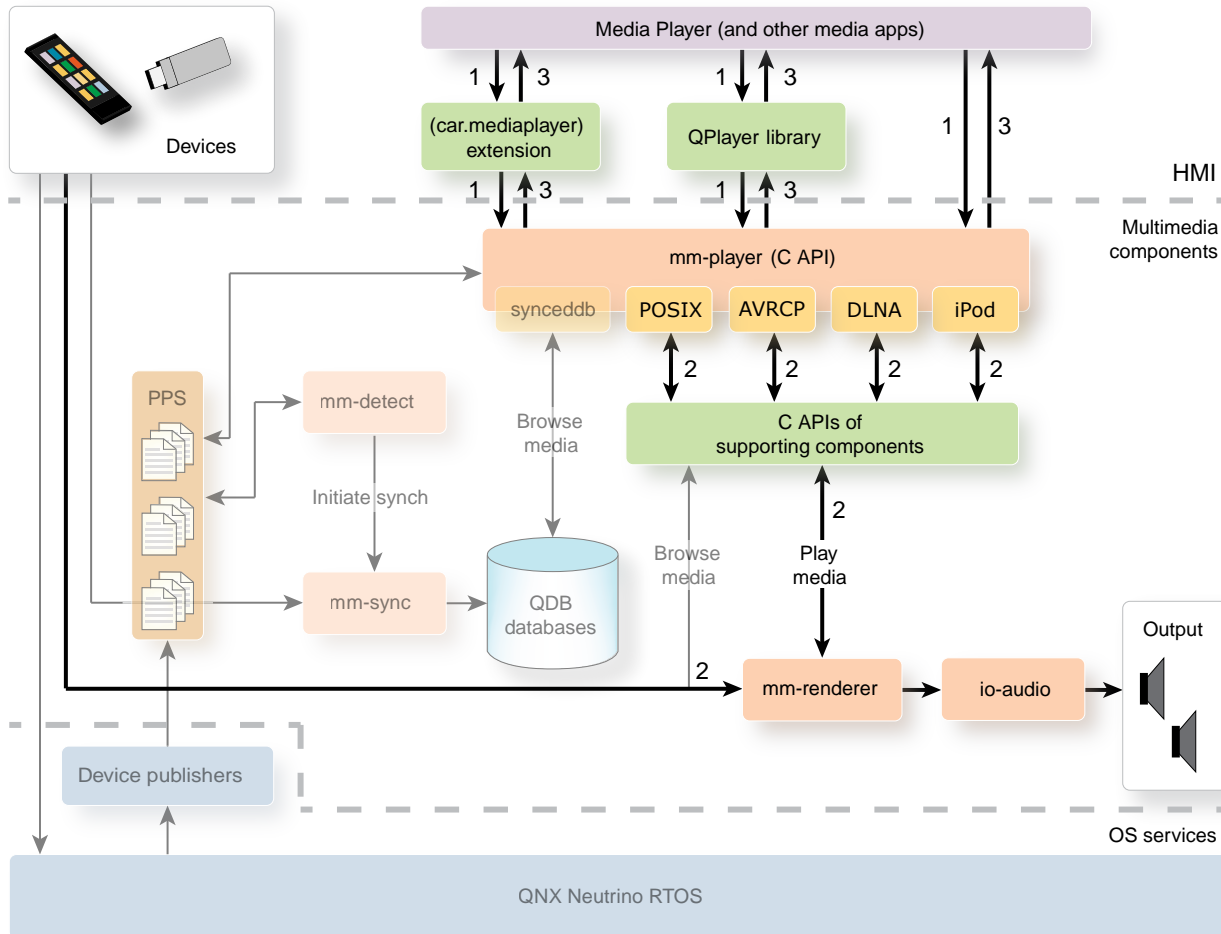 Media Player (and other media apps)
Devices
1
3
1
3
1
3
(car.mediaplayer)
extension
QPlayer library
HMI
1
3
1
3
Multimedia
components
mm-player (C API)
synceddb
POSIX
AVRCP
DLNA
iPod
2
2
2
2
PPS
mm-detect
Browse
media
C APIs of
supporting components
Initiate synch
2
Browse
media
Play
media
mm-sync
QDB
databases
Output
2
mm-renderer
io-audio
Device publishers
OS services
QNX Neutrino RTOS